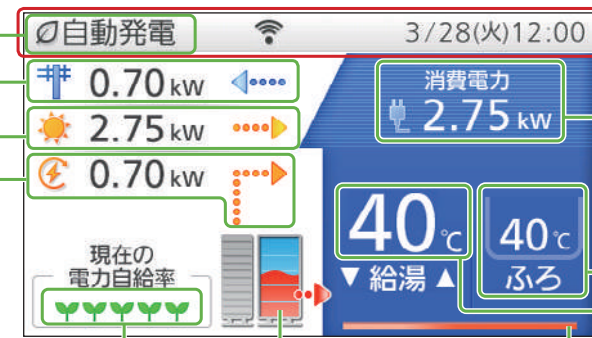 自動発電 3/28(火)12:00
0.70kW
2.75kW
0.70kW
消費電力
2.75kW
40℃
▼給湯▲
40℃
ふろ
現在の
電力自給率